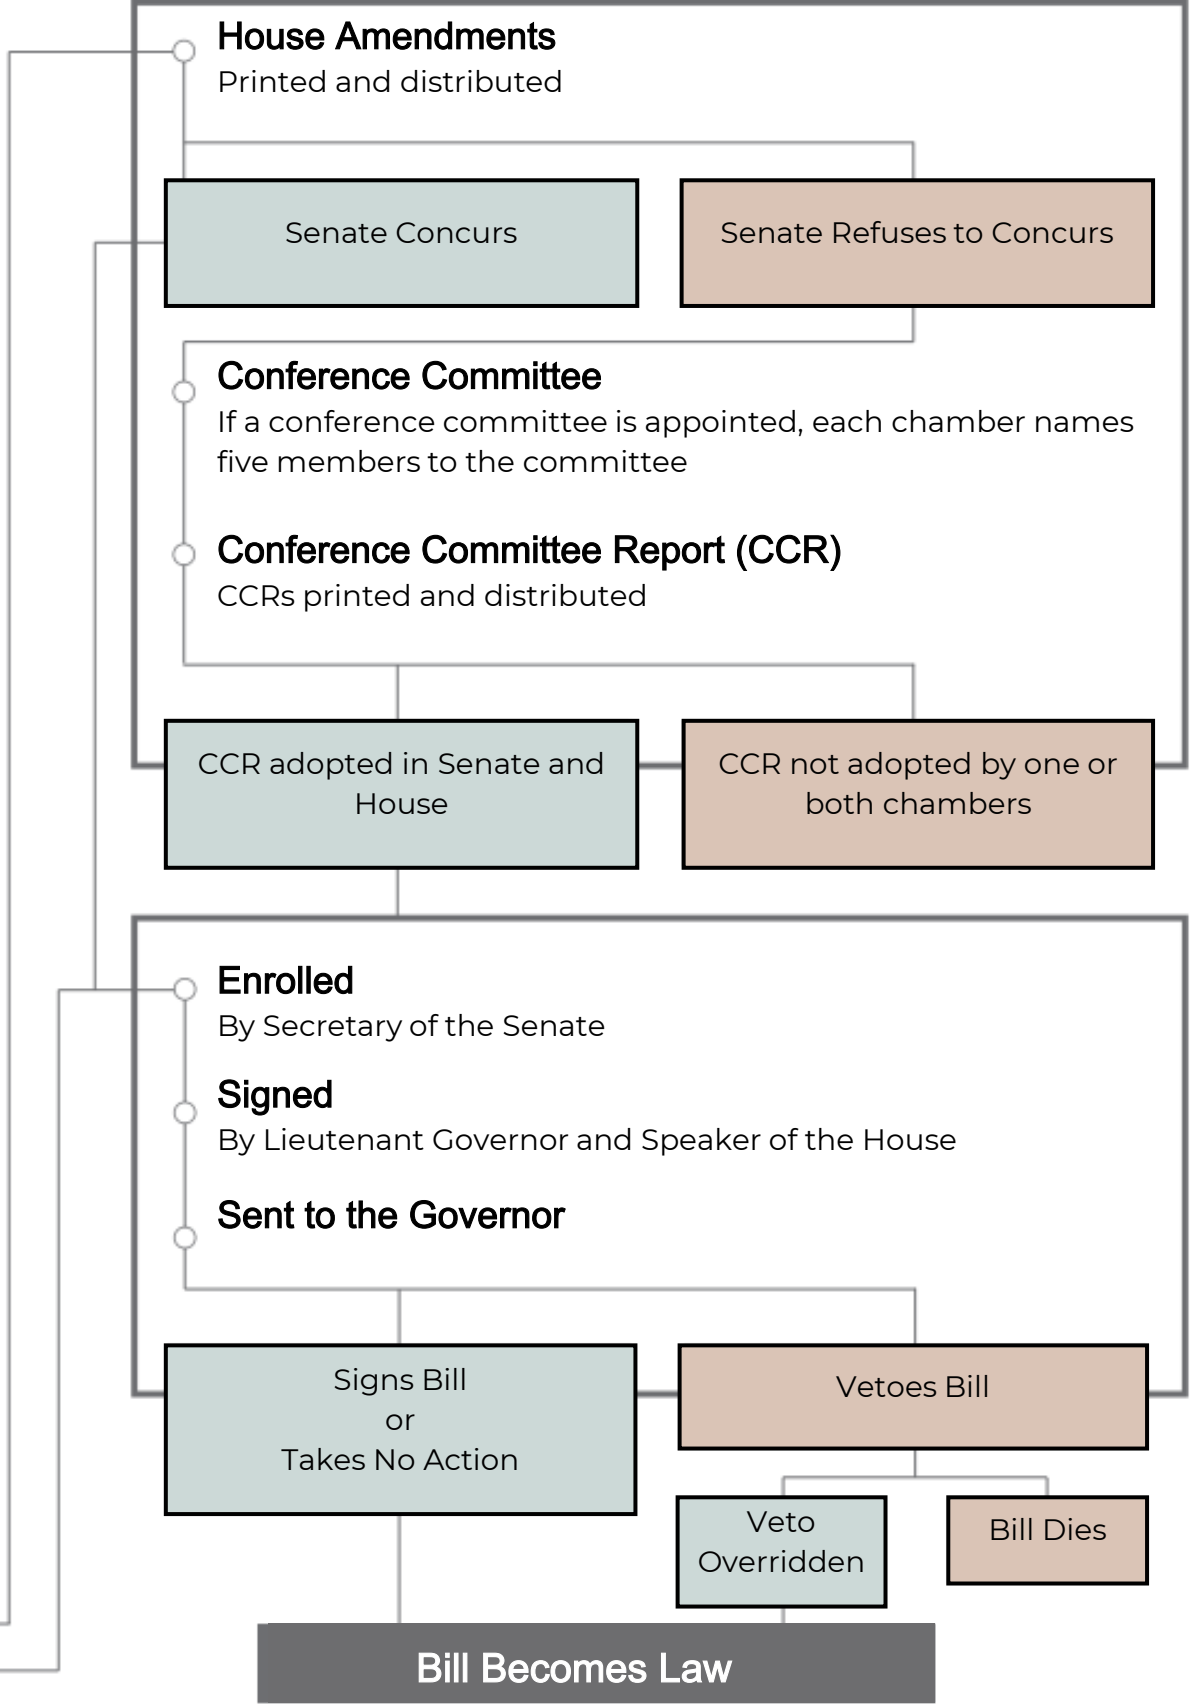 House Amendments
Printed and distributed
Senate Concurs
Senate Refuses to Concurs
Conference Committee
If a conference committee is appointed, each chamber names
five members to the committee
Conference Committee Report (CCR)
CCRs printed and distributed
CCR adopted in Senate and
House
CCR not adopted by one or
both chambers
Enrolled
By Secretary of the Senate
Signed
By Lieutenant Governor and Speaker of the House
Sent to the Governor
Signs Bill
or
Takes No Action
Vetoes Bill
Veto
Overridden
Bill Dies
Bill Becomes Law